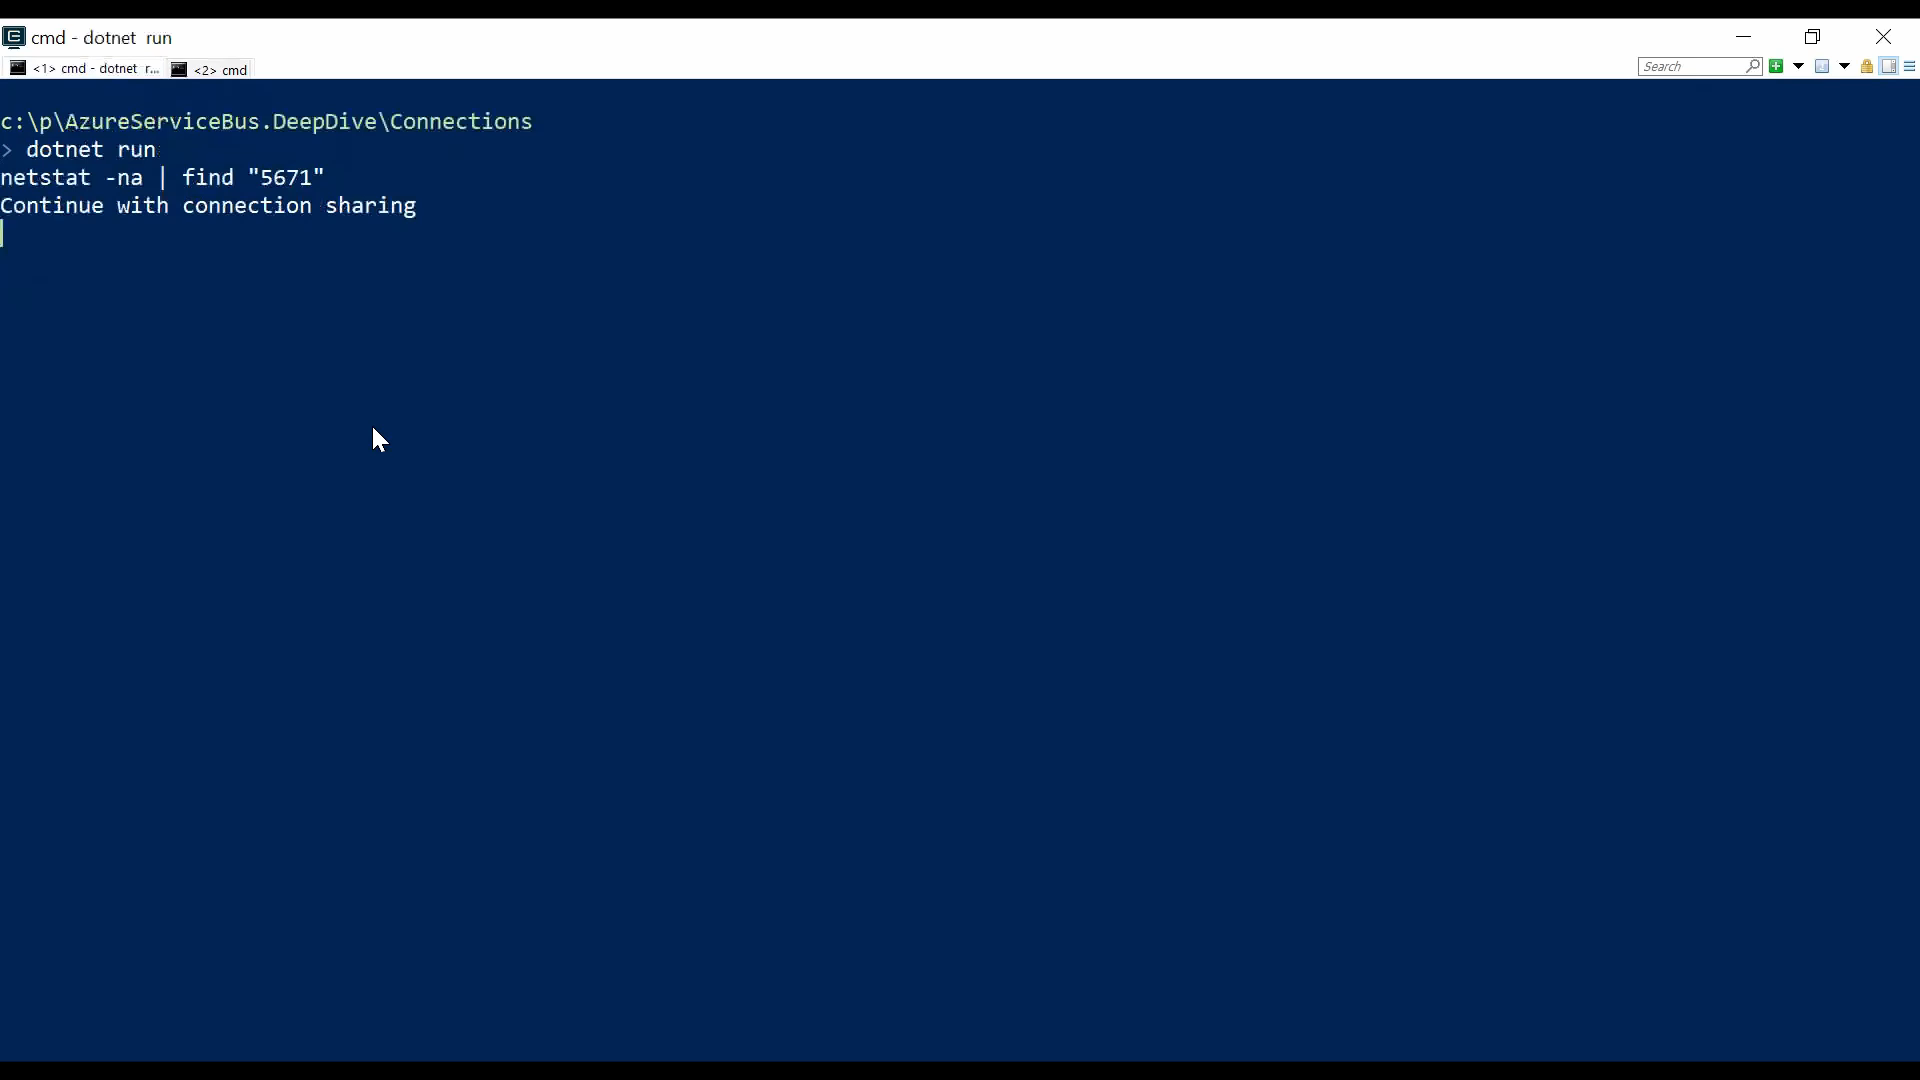 cmd - dotnet  run
<1> cmd - dotnet  r...
<2> cmd
Search
c:\p\AzureServiceBus.DeepDive\Connections
> dotnet run
netstat -na | find "5671"
Continue with connection sharing